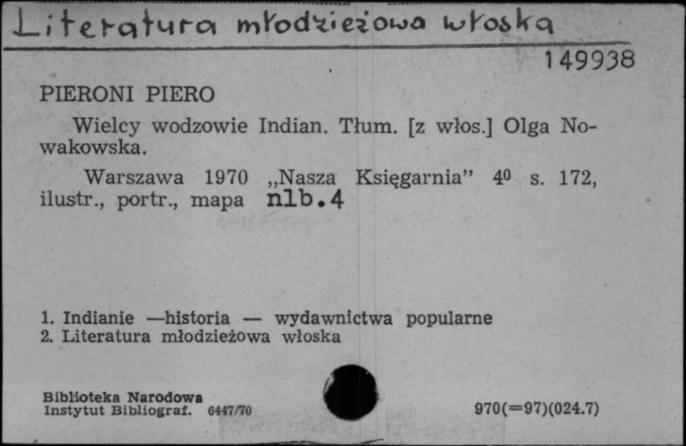 Literatura młodzieżowa włoska
149938
PIERONI PIERO
Wielcy wodzowie Indian. Tłum. [z włos.] Olga No-
wakowska.
Warszawa 1970 „Nasza Księgarnia” 4⁰ s. 172,
ilustr., portr., mapa nlb.4
1. Indianie —historia — wydawnictwa popularne
2. Literatura młodzieżowa włoska
Biblioteka Narodowa
Instytut Bibliograf. 6447/70
970(=97)(024.7)